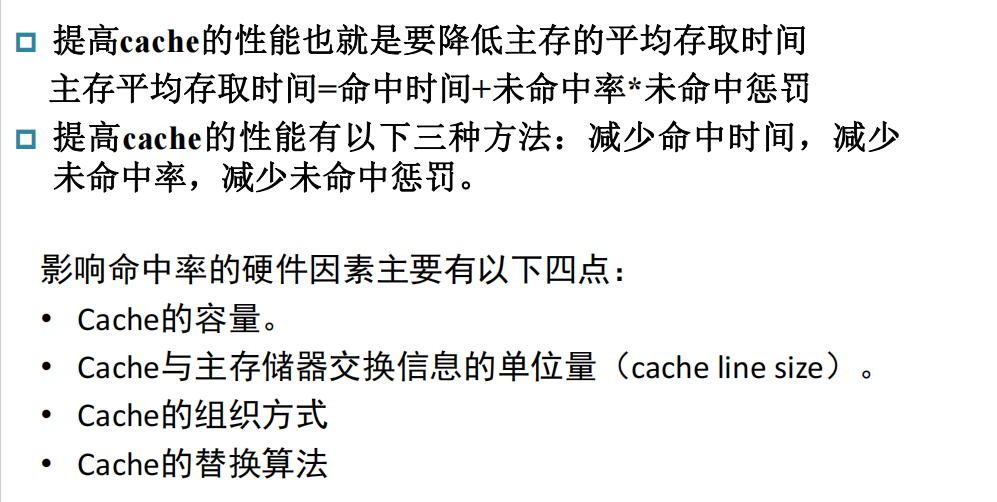 提高cache的性能也就是要降低主存的平均存取时间
主存平均存取时间=命中时间+未命中率*未命中惩罚
提高cache的性能有以下三种方法：减少命中时间，减少
未命中率，减少未命中惩罚。
影响命中率的硬件因素主要有以下四点：
• Cache的容量。
• Cache与主存储器交换信息的单位量（cache line size）。
• Cache的组织方式
• Cache的替换算法